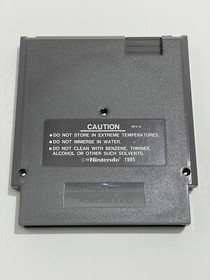 CAUTION
• DO NOT STORE IN EXTREME TEMPERATURES.
• DO NOT IMMERSE IN WATER.
• DO NOT CLEAN WITH BENZENE, THINNER,
ALCOHOL OR OTHER SUCH SOLVENTS.
Nintendo 1985